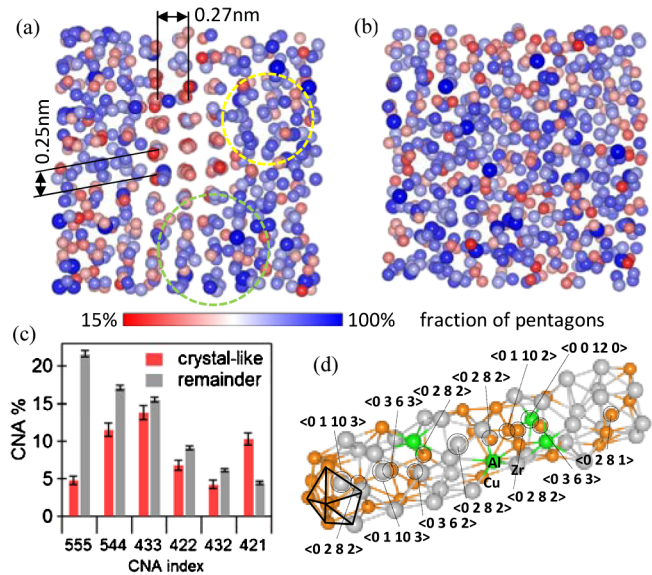 (a)
0.27nm
(b)
0.25nm
15%
100%
fraction of pentagons
(c)
CNA %
20
15
10
5
0
crystal-like
remainder
555
544
433
422
432
421
CNA index
(d)
<0 0 12 0>
<0 1 10 2>
<0 2 8 2>
<0 3 6 3>
<0 1 10 3>
<0 2 8 1>
Al
Zr
Cu
<0 3 6 3>
<0 2 8 2>
<0 2 8 2>
<0 3 6 2>
<0 1 10 3>
<0 2 8 2>